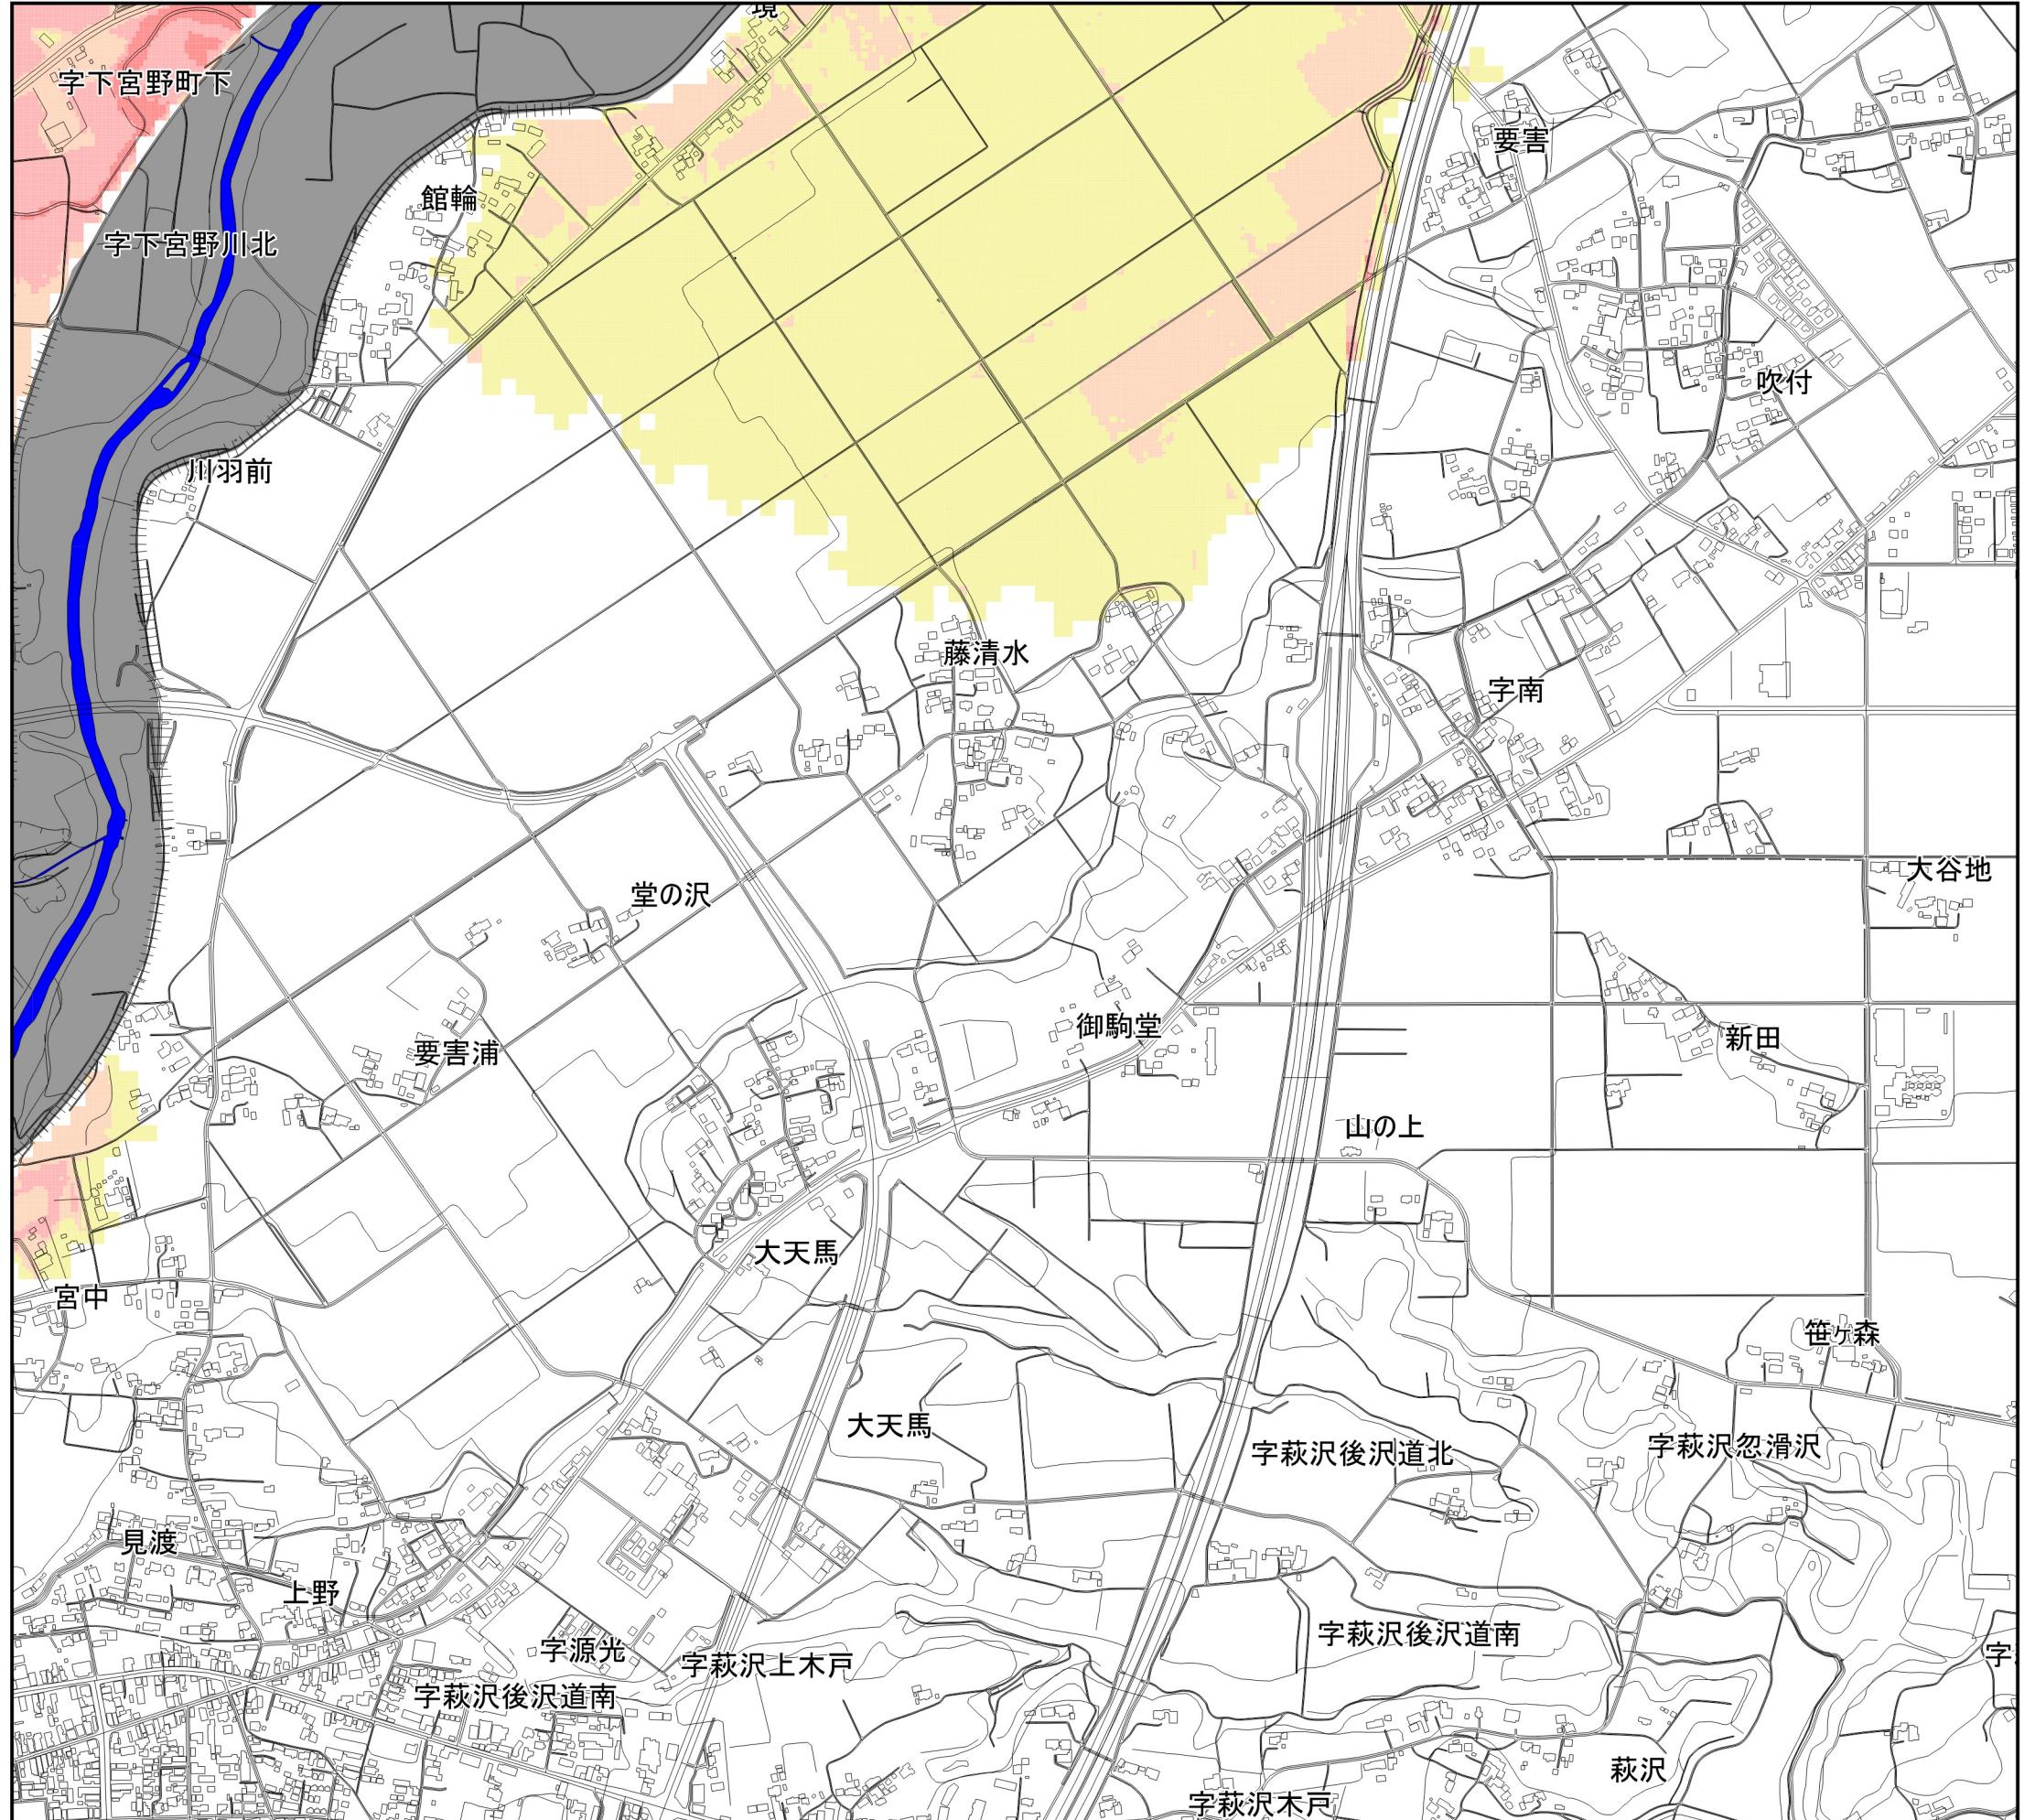 境
字下宮野町下
要害
館輪
字下宮野川北
吹付
川羽前
藤清水
字南
大谷地
堂の沢
御駒堂
新田
要害浦
山の上
大天馬
宮中
笹ヶ森
大天馬
字萩沢後沢道北
字萩沢忽滑沢
見渡
上野
字萩沢後沢道南
字源光
字萩沢上木戸
字
字萩沢後沢道南
萩沢
字萩沢木戸